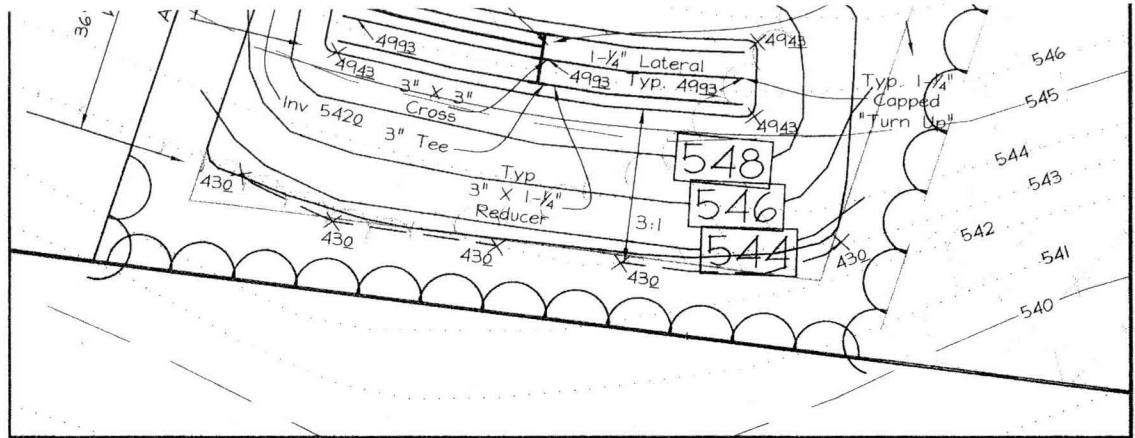 36
4993
4943
1-¼" Lateral
4993
Typ. 4993
4943
4943
Typ. 1-¼"
Capped
"Turn Up"
3" X 3"
Cross
Inv 5420
3" Tee
Typ
3" X 1-¼"
Reducer
3:1
548
546
544
430
430
430
430
430
546
545
544
543
542
541
540